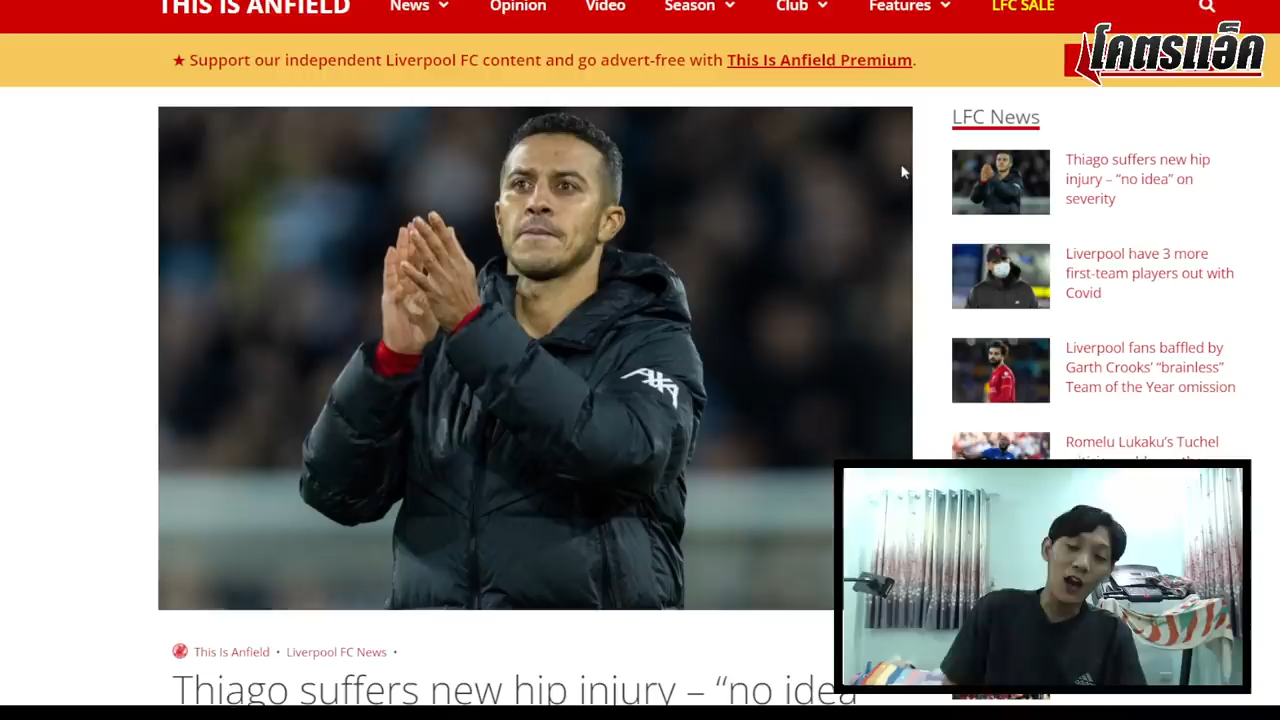 THIS IS ANFIELD
News
Opinion
Video
Season
Club
Features
LFC SALE
โคตรแอ็ก
★ Support our independent Liverpool FC content and go advert-free with This Is Anfield Premium.
LFC News
Thiago suffers new hip
injury – “no idea” on
severity
Liverpool have 3 more
first-team players out with
Covid
Liverpool fans baffled by
Garth Crooks’ “brainless”
Team of the Year omission
Romelu Lukaku’s Tuchel
This Is Anfield • Liverpool FC News •
Thiago suffers new hip injury – “no idea